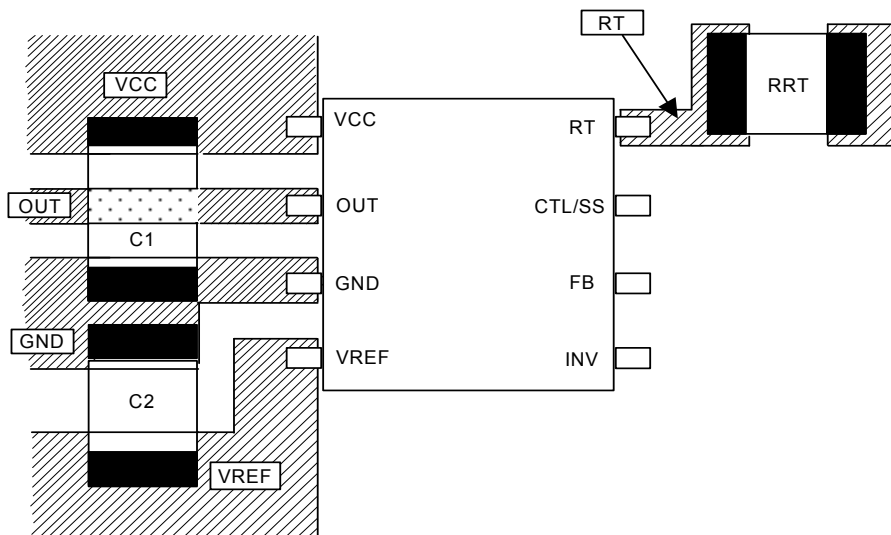 RT
VCC
RRT
VCC
RT
OUT
OUT
CTL/SS
C1
GND
FB
GND
VREF
INV
C2
VREF